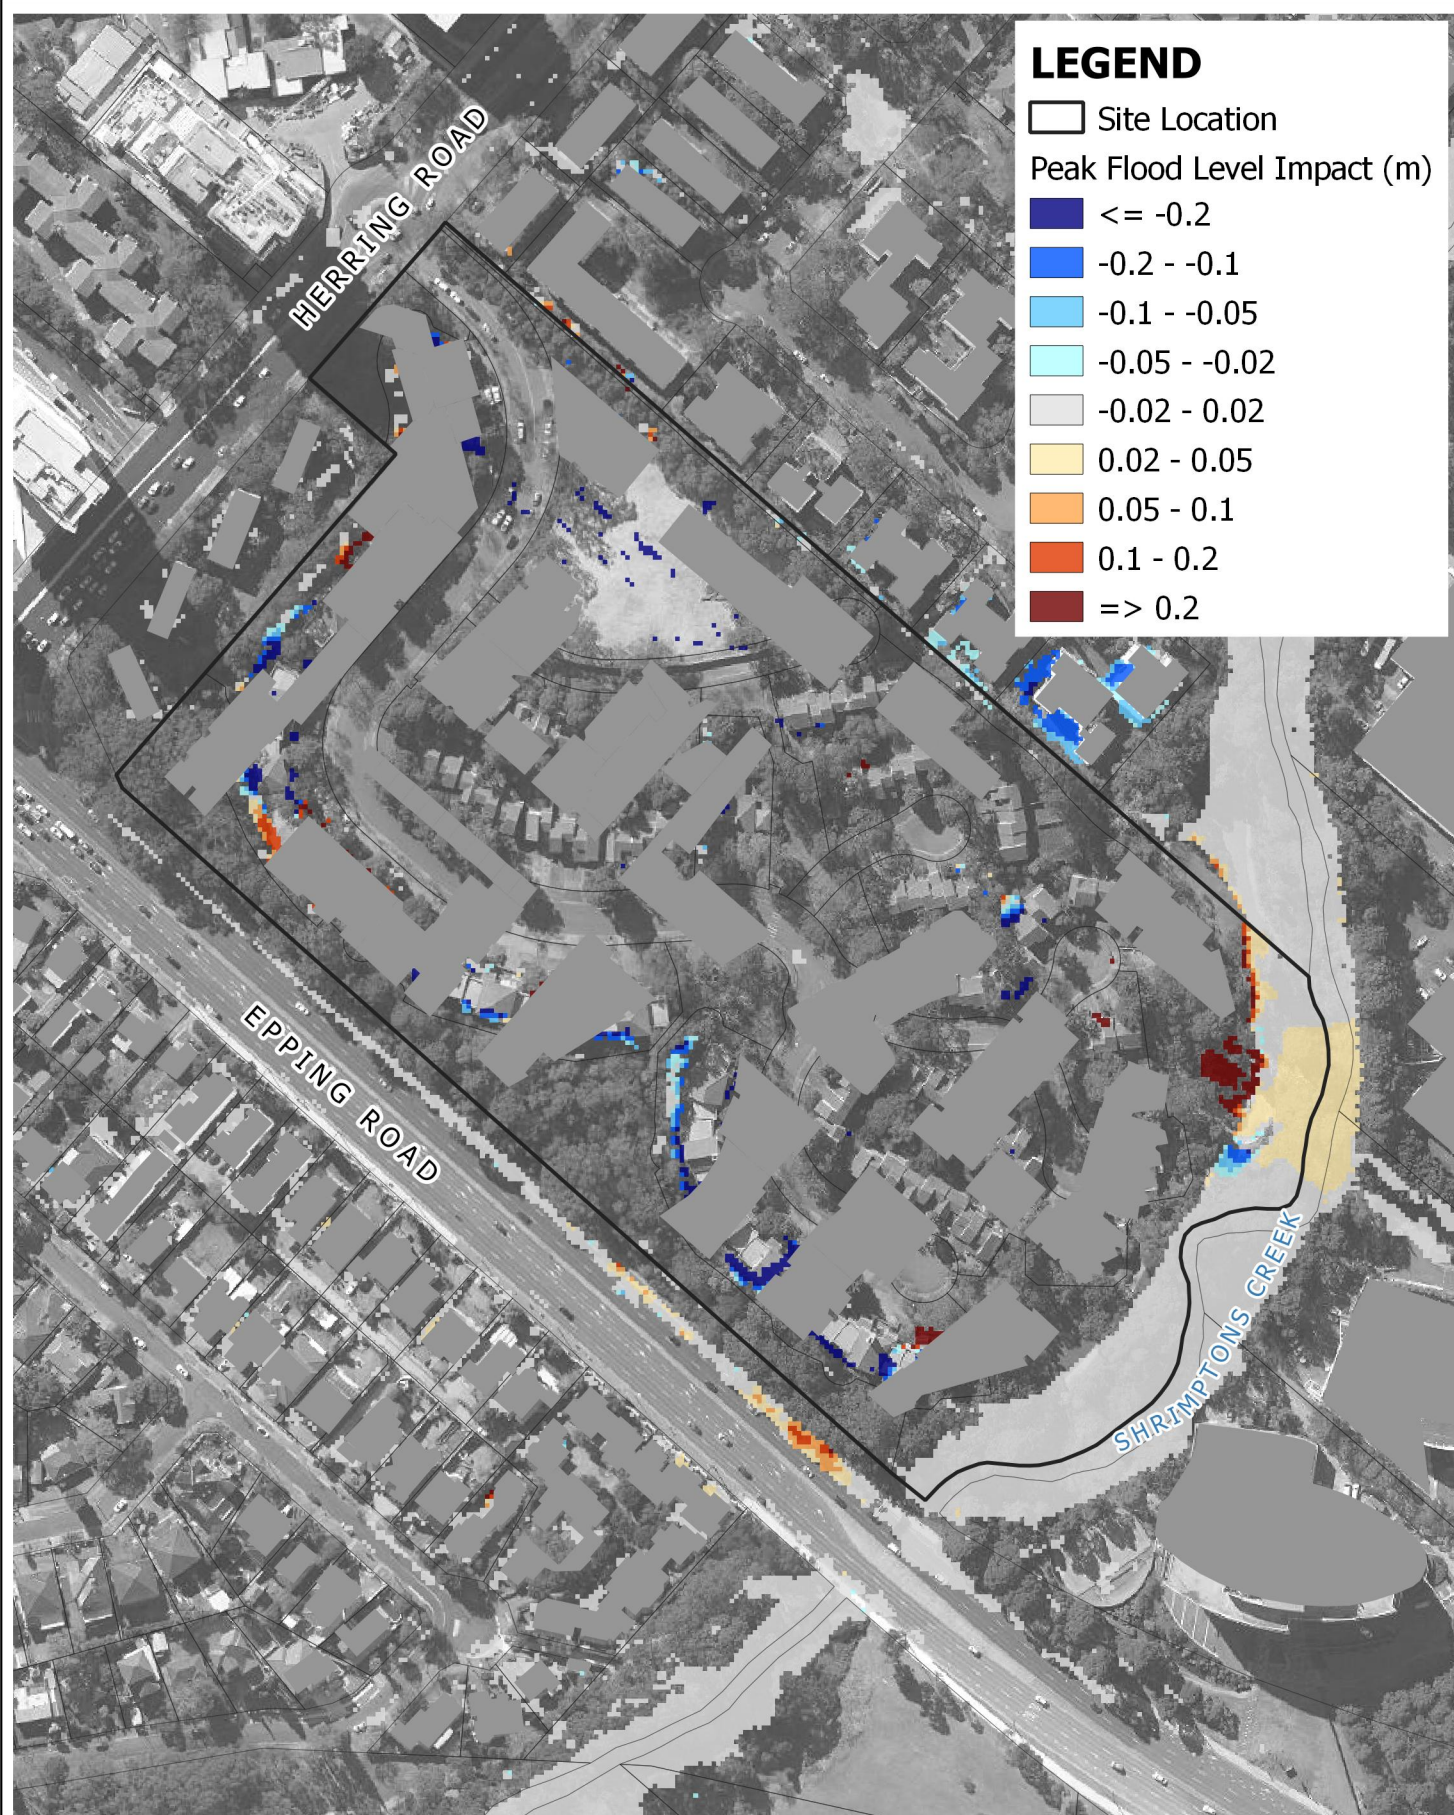 LEGEND
Site Location
Peak Flood Level Impact (m)
<= -0.2
-0.2 - -0.1
-0.1 - -0.05
-0.05 - -0.02
-0.02 - 0.02
0.02 - 0.05
0.05 - 0.1
0.1 - 0.2
=> 0.2
HERRING ROAD
EPPING ROAD
SHRIMPTONS CREEK